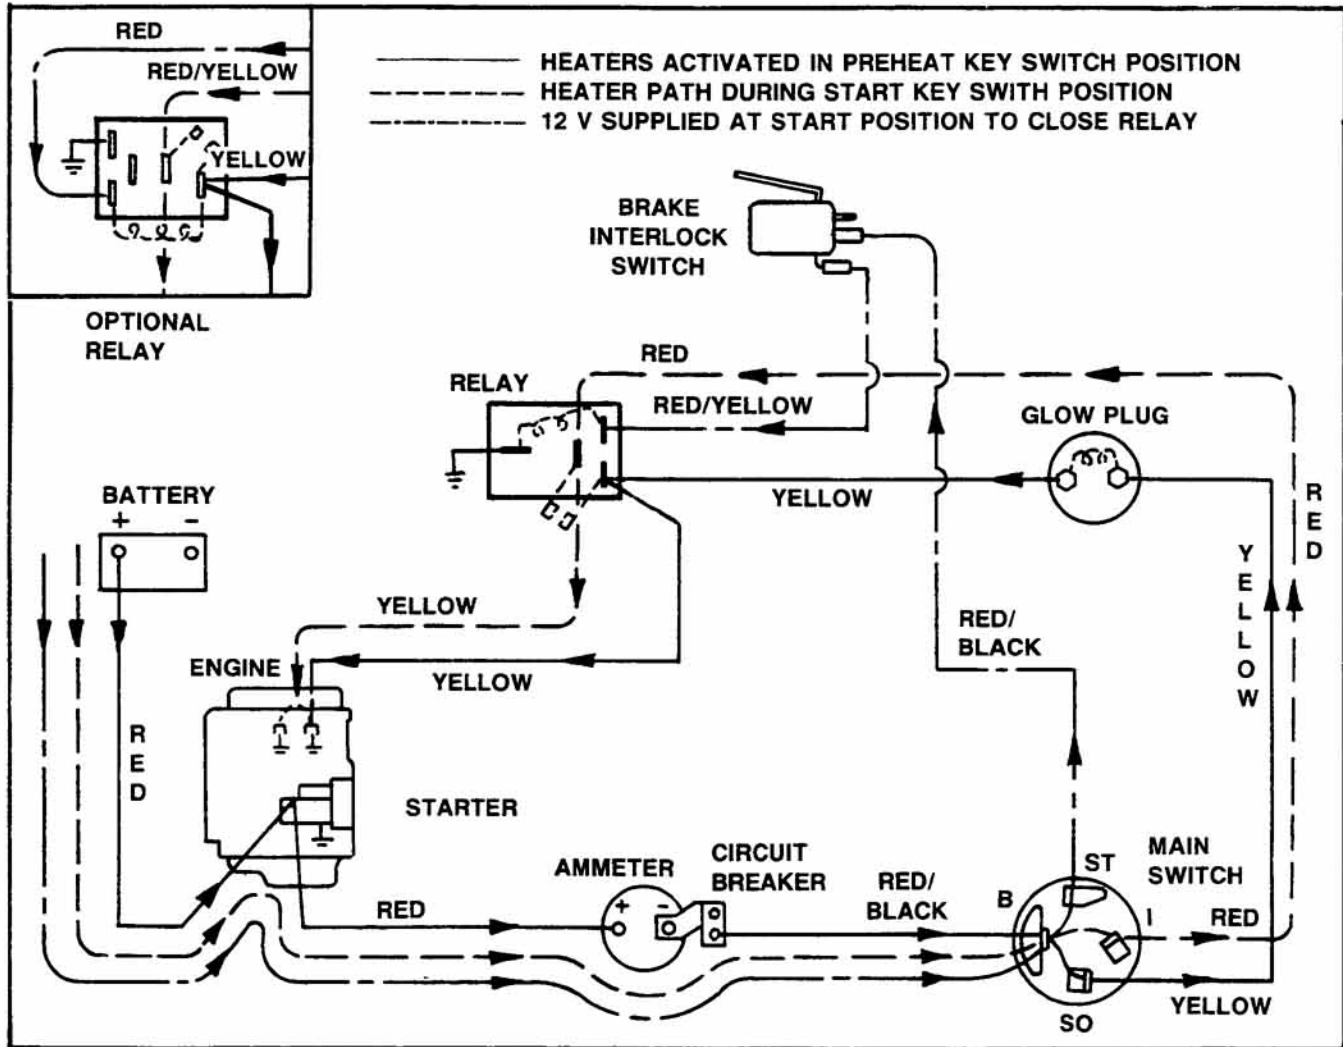 RED
RED/YELLOW
YELLOW
OPTIONAL
RELAY
HEATERS ACTIVATED IN PREHEAT KEY SWITCH POSITION
HEATER PATH DURING START KEY SWITH POSITION
12 V SUPPLIED AT START POSITION TO CLOSE RELAY
BRAKE
INTERLOCK
SWITCH
RED
RELAY
RED/YELLOW
GLOW PLUG
YELLOW
BATTERY
+ -
RED
YELLOW
RED
YELLOW
RED/
BLACK
ENGINE
YELLOW
STARTER
AMMETER
+ -
CIRCUIT
BREAKER
RED
RED/
BLACK
B
ST
MAIN
SWITCH
I
RED
YELLOW
SO